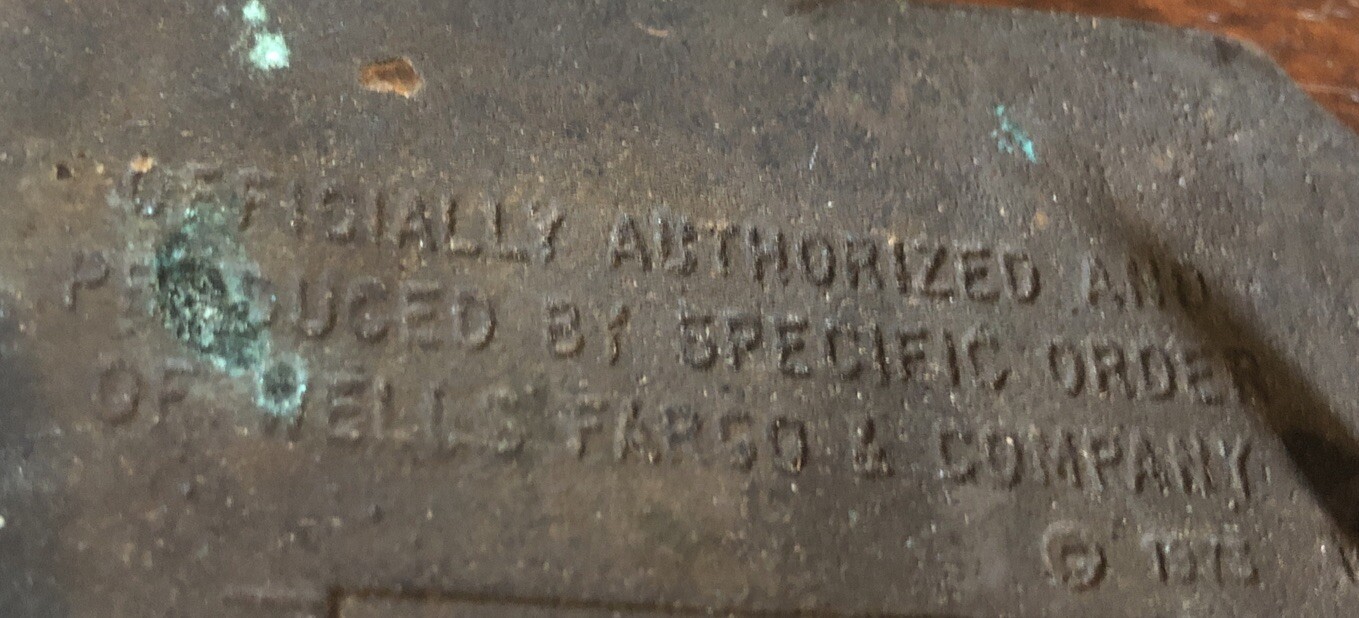 OFFICIALLY AUTHORIZED AND
PRODUCED BY SPECIFIC ORDER
OF WELLS FARGO & COMPANY
©